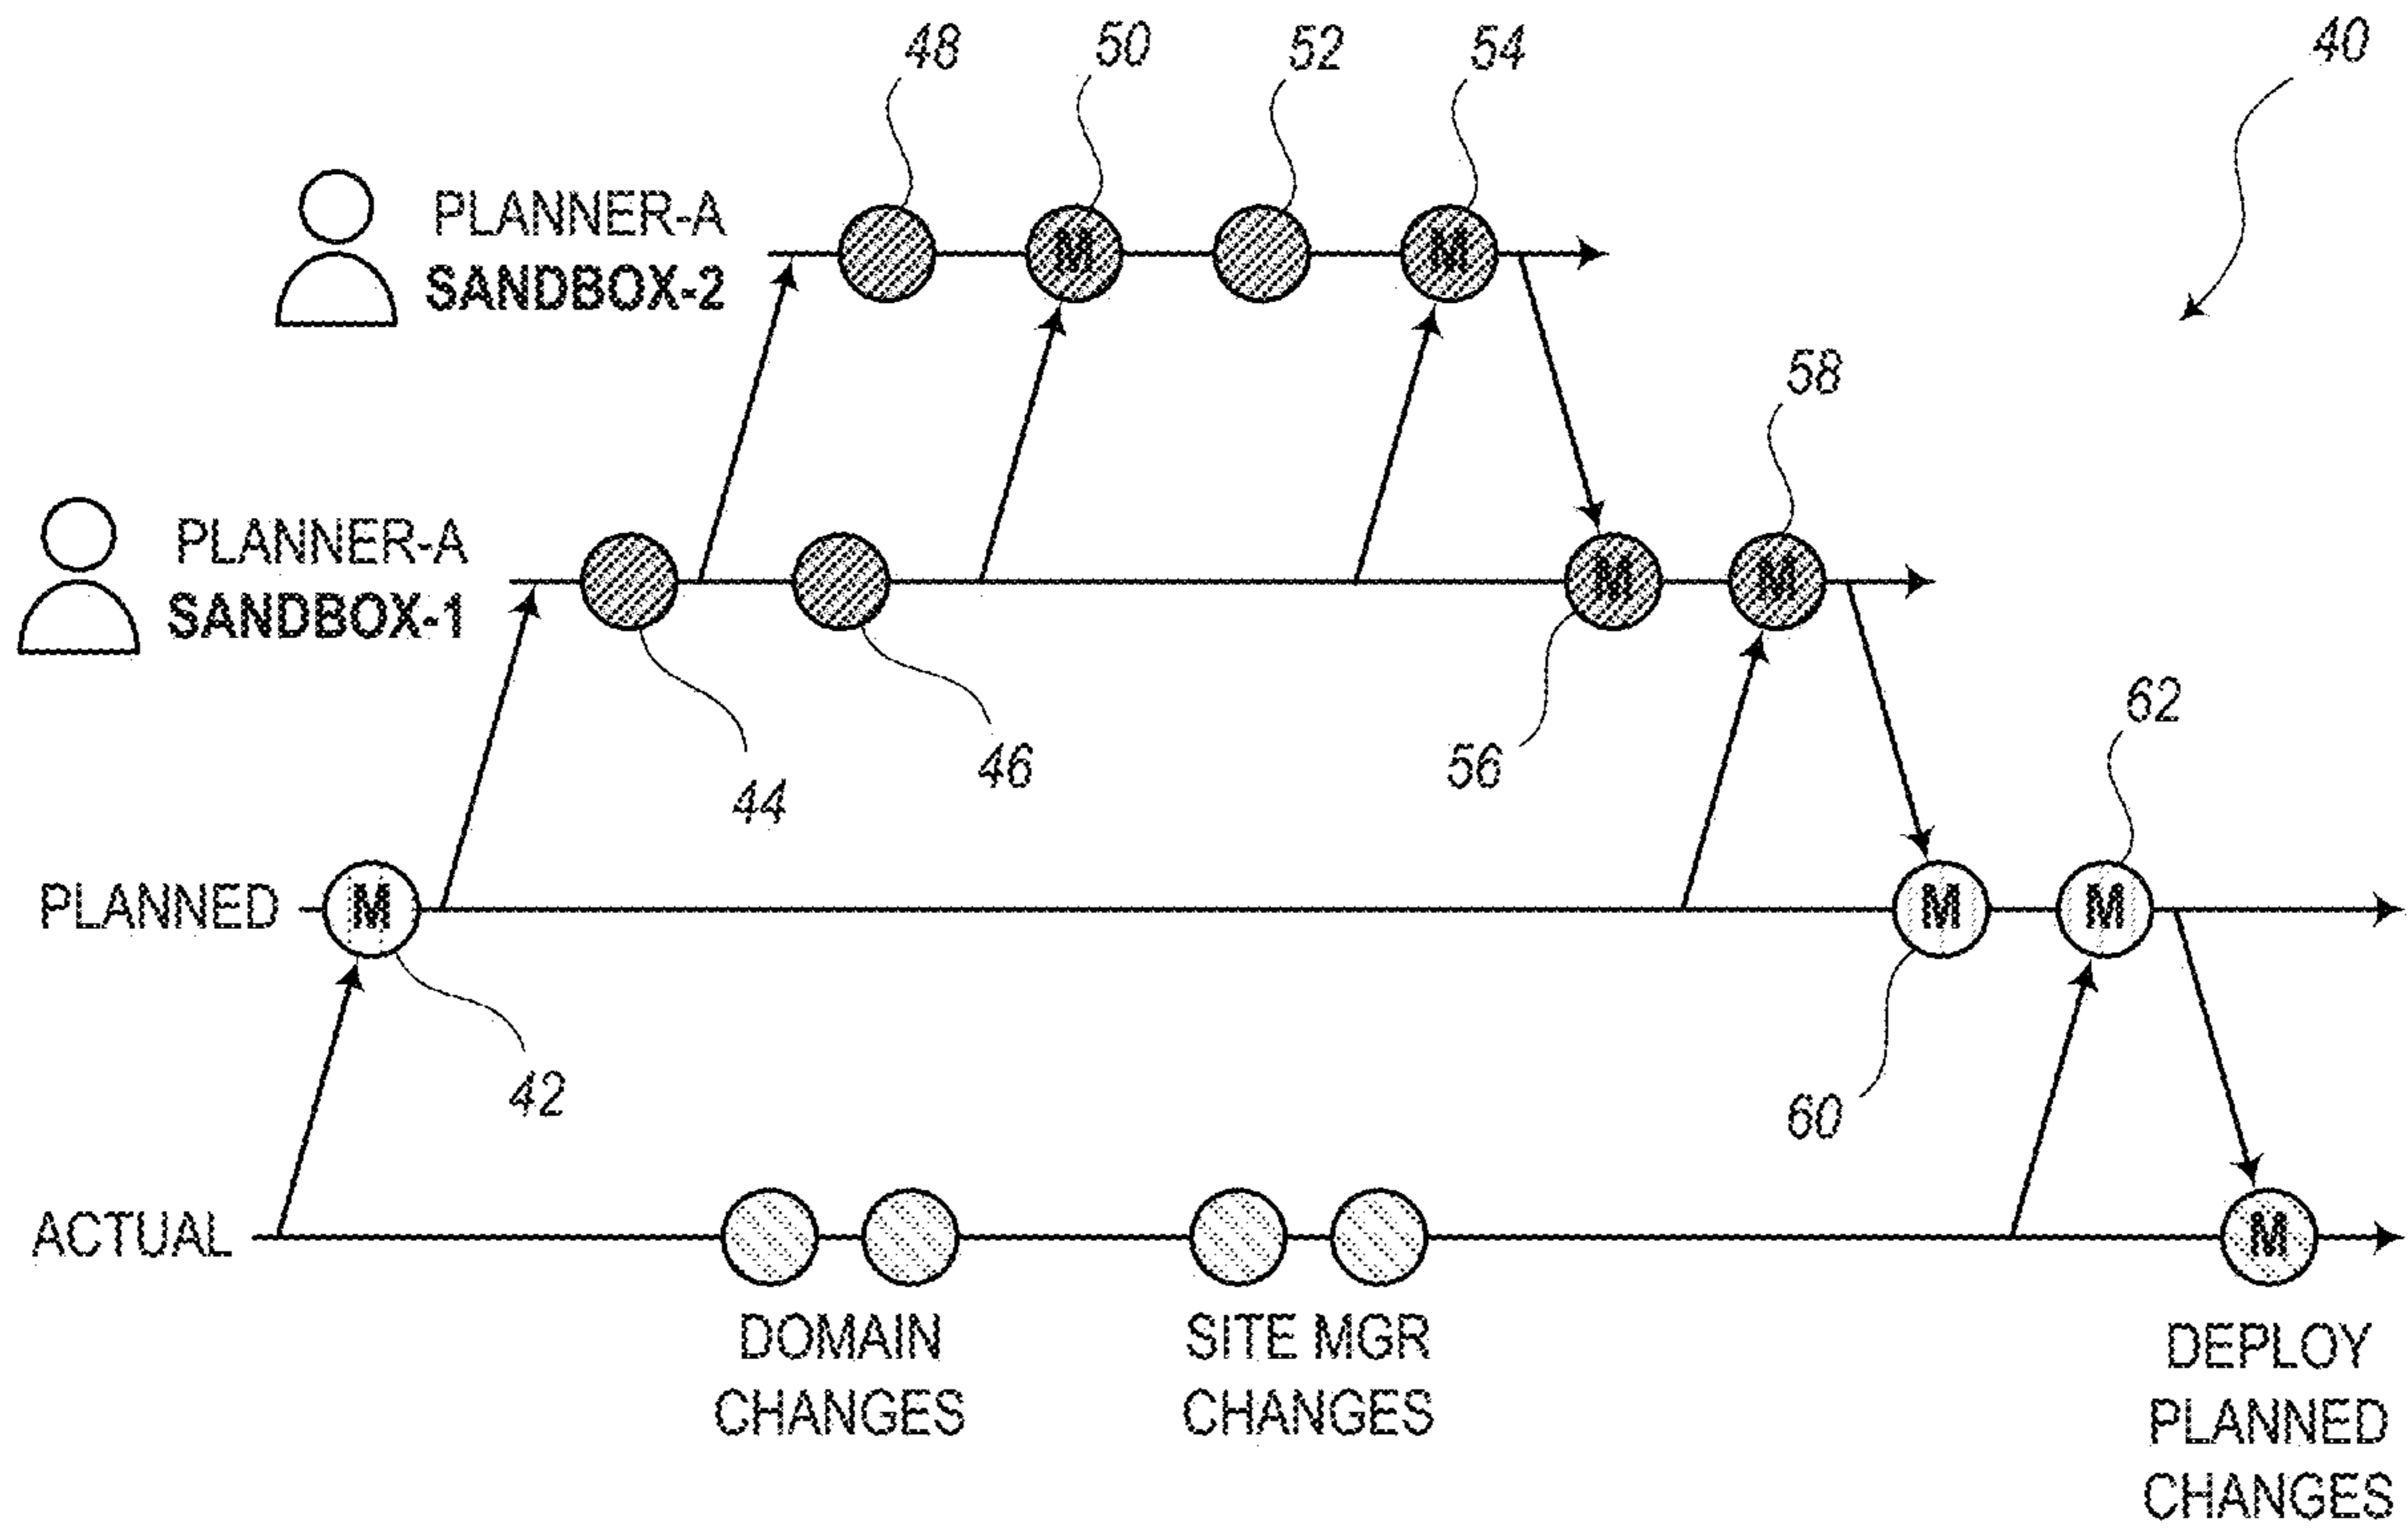 48
50
52
54
40
PLANNER-A
SANDBOX-2
M
M
58
PLANNER-A
SANDBOX-1
M
M
44
46
56
62
PLANNED
M
M
M
42
60
ACTUAL
M
DOMAIN
CHANGES
SITE MGR
CHANGES
DEPLOY
PLANNED
CHANGES